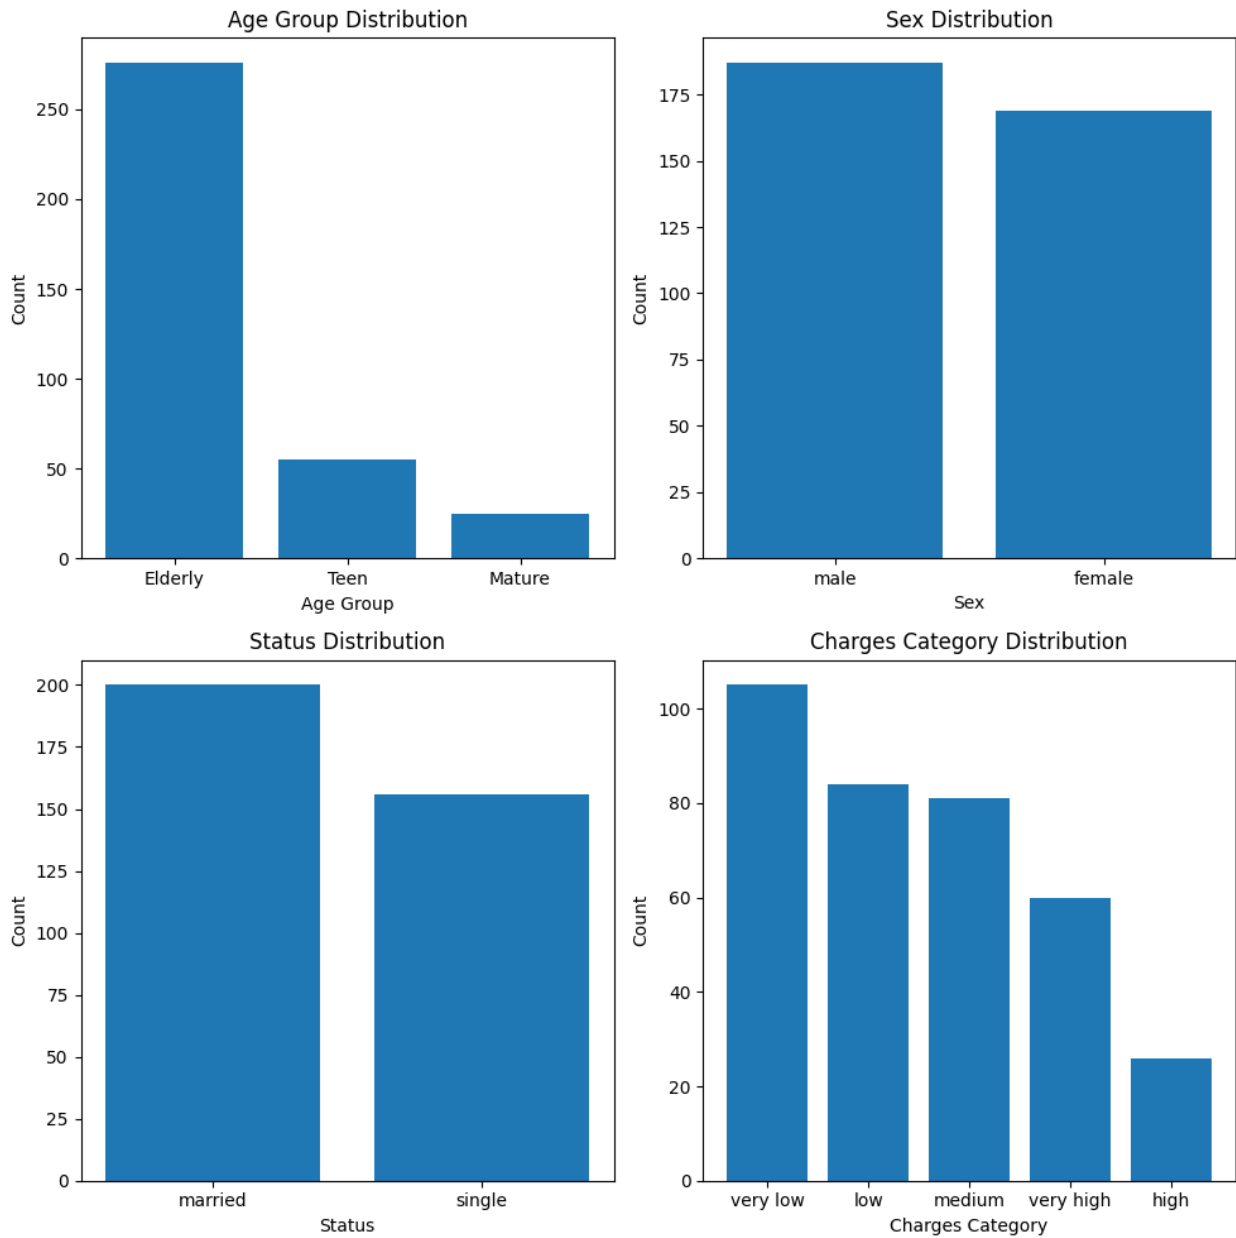 Age Group Distribution
250
200
150
100
50
0
Count
Elderly Teen Mature
Age Group
Sex Distribution
175
150
125
100
75
50
25
0
Count
male female
Sex
Status Distribution
200
175
150
125
100
75
50
25
0
Count
married single
Status
Charges Category Distribution
100
80
60
40
20
0
Count
very low low medium very high high
Charges Category